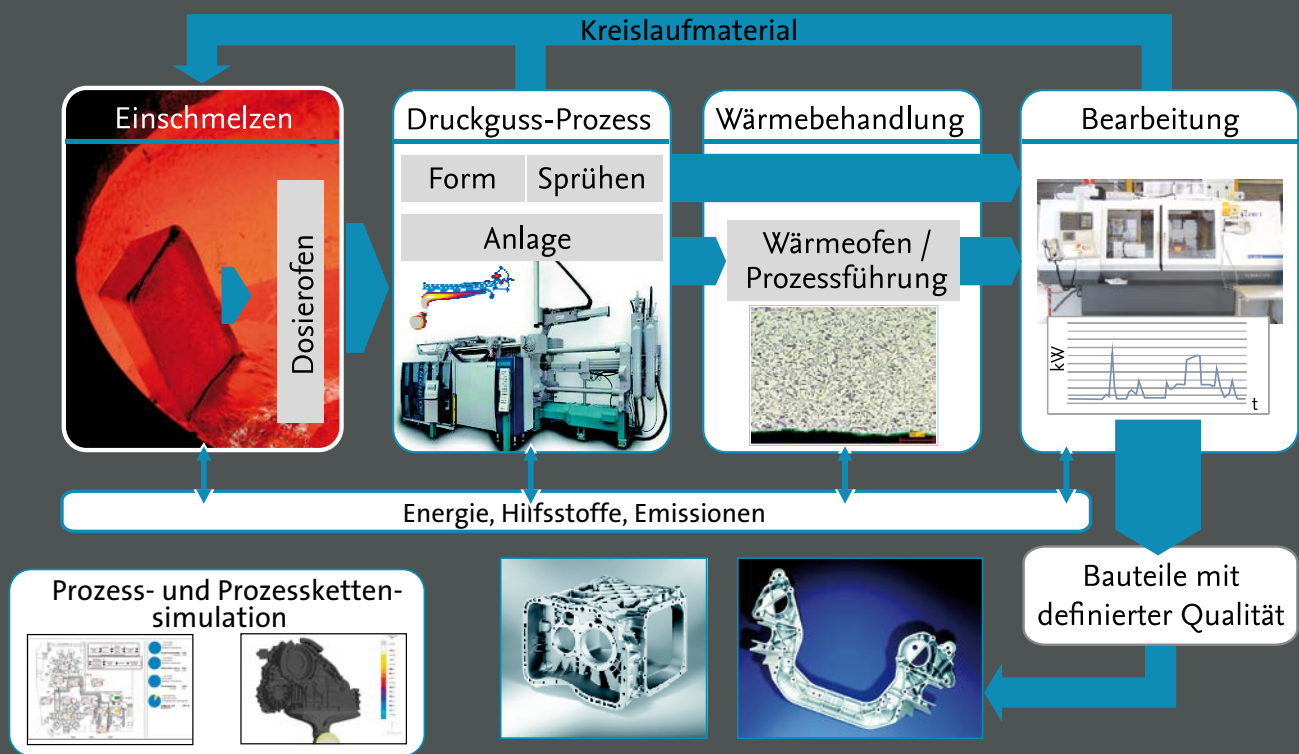 Kreislaufmaterial
Einschmelzen
Dosierofen
Druckguss-Prozess
Form
Sprühen
Anlage
Wärmebehandlung
Wärmeofen /
Prozessführung
Bearbeitung
kW
t
Energie, Hilfsstoffe, Emissionen
Bauteile mit
definierter Qualität
Prozess- und Prozessketten-
simulation